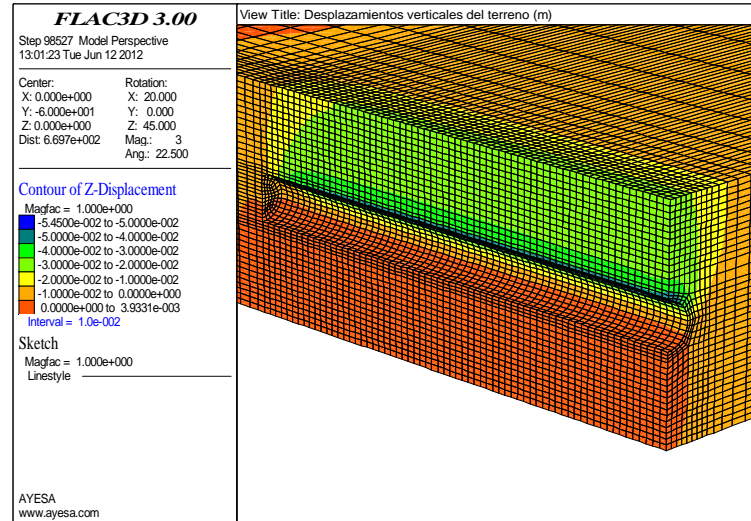 FLAC3D 3.00
Step 98527 Model Perspective
13:01:23 Tue Jun 12 2012
Center:
X: 0.000e+000
Y: -6.000e+001
Z: 0.000e+000
Dist: 6.697e+002
Rotation:
X: 20.000
Y: 0.000
Z: 45.000
Mag.: 3
Ang.: 22.500
Contour of Z-Displacement
Magfac = 1.000e+000
-5.4500e-002 to -5.0000e-002
-5.0000e-002 to -4.0000e-002
-4.0000e-002 to -3.0000e-002
-3.0000e-002 to -2.0000e-002
-2.0000e-002 to -1.0000e-002
-1.0000e-002 to 0.0000e+000
0.0000e+000 to 3.9331e-003
Interval = 1.0e-002
Sketch
Magfac = 1.000e+000
Linestyle
AYESA
www.ayesa.com
View Title: Desplazamientos verticales del terreno (m)